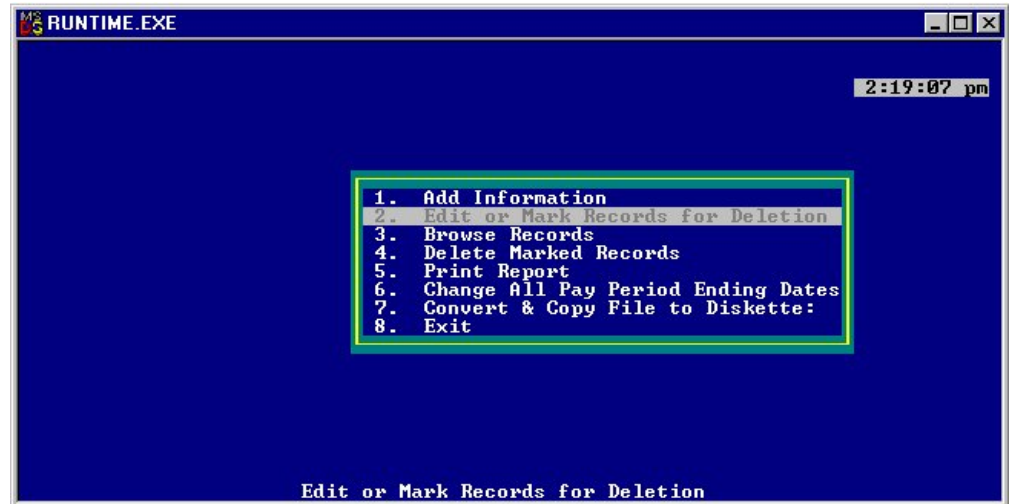 RUNTIME.EXE
2:19:07 pm
1. Add Information
2. Edit or Mark Records for Deletion
3. Browse Records
4. Delete Marked Records
5. Print Report
6. Change All Pay Period Ending Dates
7. Convert & Copy File to Diskette:
8. Exit
Edit or Mark Records for Deletion